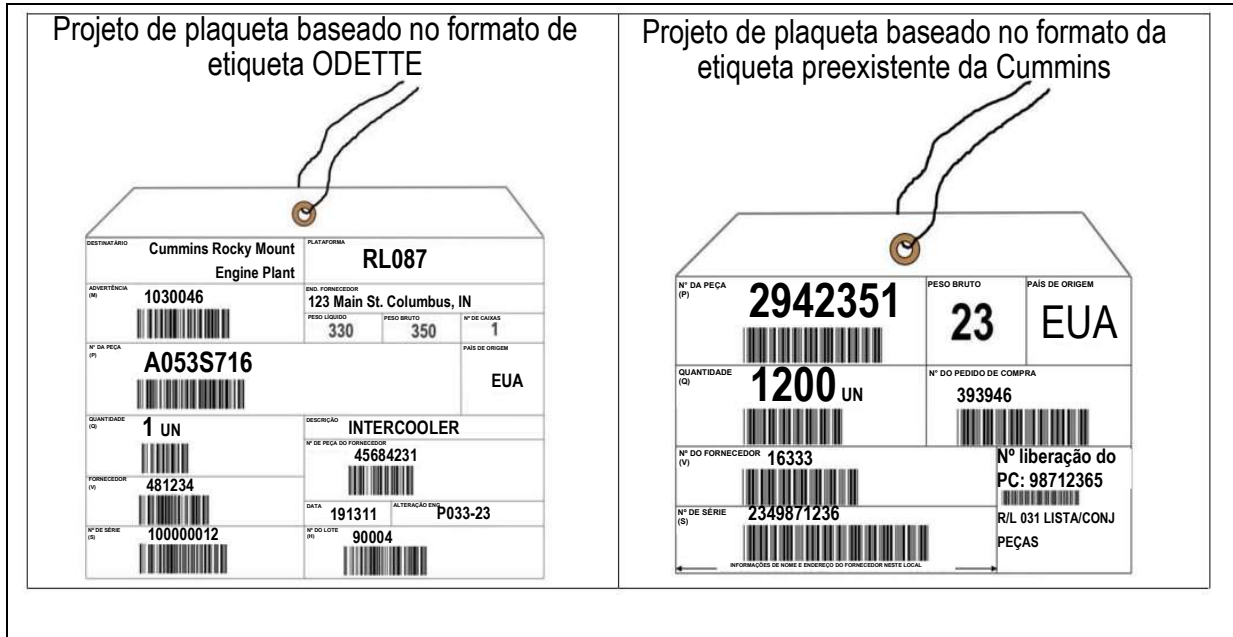 Projeto de plaqueta baseado no formato de
etiqueta ODETTE
DESTINATÁRIO
Cummins Rocky Mount
Engine Plant
PLATAFORMA
RL087
ADVERTÊNCIA
(M)
1030046
END. FORNECEDOR
123 Main St. Columbus, IN
PESO LÍQUIDO
330
PESO BRUTO
350
Nº DE CAIXAS
1
Nº DA PEÇA
(P)
A053S716
PAÍS DE ORIGEM
EUA
QUANTIDADE
(Q)
1 UN
DESCRIÇÃO
INTERCOOLER
Nº DE PEÇA DO FORNECEDOR
45684231
FORNECEDOR
(V)
481234
DATA
191311
ALTERAÇÃO ENG
P033-23
Nº DE SÉRIE
(S)
100000012
Nº DO LOTE
(H)
90004
Projeto de plaqueta baseado no formato da
etiqueta preexistente da Cummins
Nº DA PEÇA
(P)
2942351
PESO BRUTO
23
PAÍS DE ORIGEM
EUA
QUANTIDADE
(Q)
1200 UN
Nº DO PEDIDO DE COMPRA
393946
Nº DO FORNECEDOR
(V)
16333
Nº liberação do
PC: 98712365
Nº DE SÉRIE
(S)
2349871236
R/L 031 LISTA/CONJ
PEÇAS
INFORMAÇÕES DE NOME E ENDEREÇO DO FORNECEDOR NESTE LOCAL